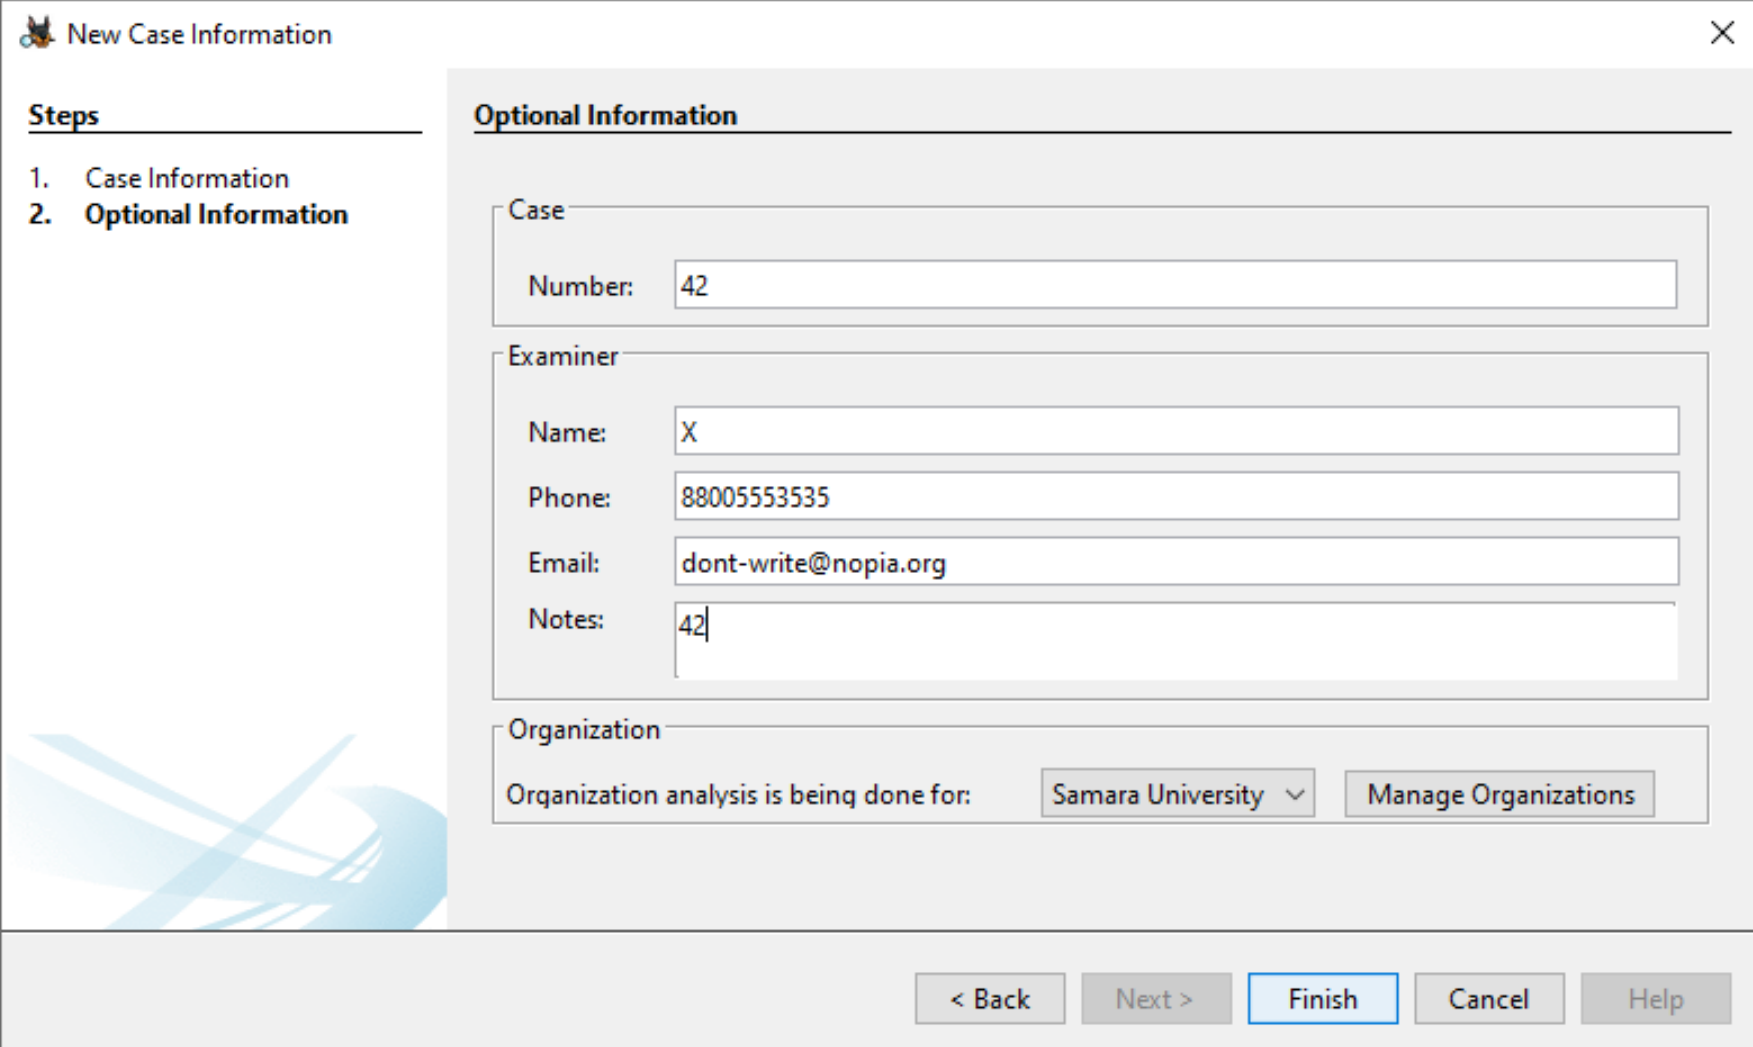 New Case Information
Steps
1. Case Information
2. Optional Information
Optional Information
Case
Number: 42
Examiner
Name: X
Phone: 88005553535
Email: dont-write@nopia.org
Notes: 42
Organization
Organization analysis is being done for: Samara University Manage Organizations
< Back Next > Finish Cancel Help